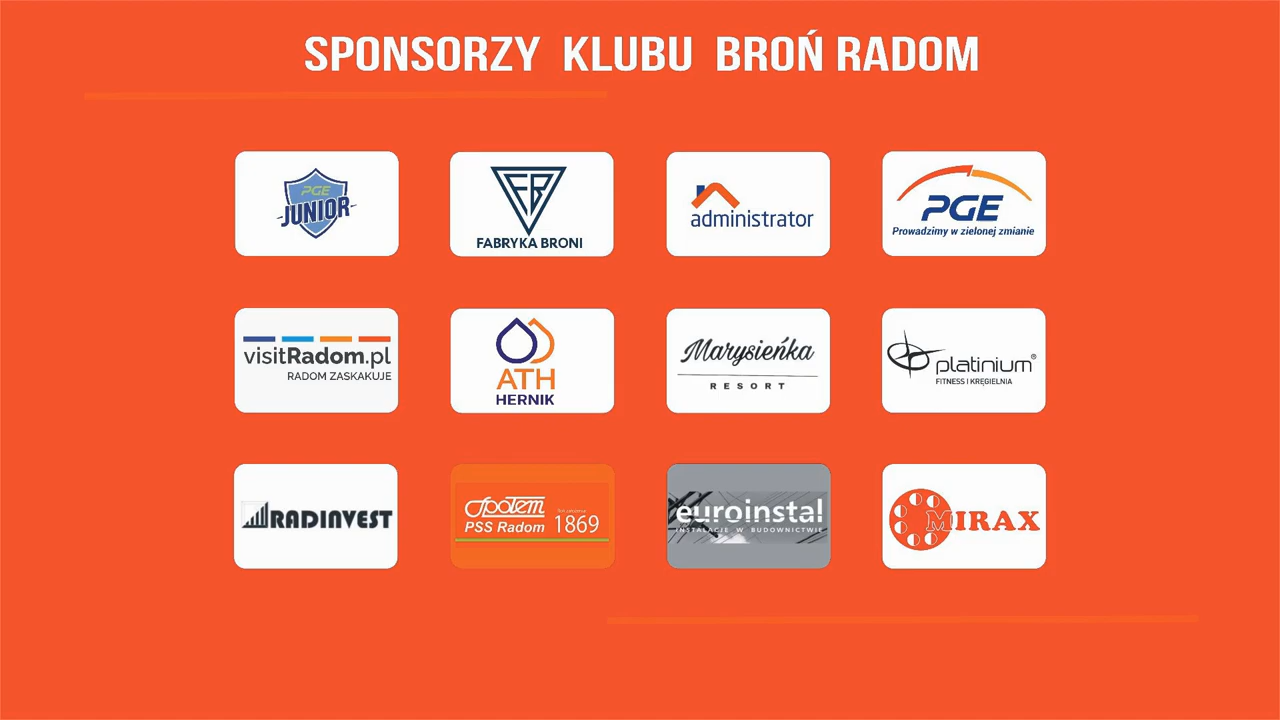 SPONSORZY KLUBU BROŃ RADOM
PGE
JUNIOR
FB
FABRYKA BRONI
administrator
PGE
Prowadzimy w zielonej zmianie
visitRadom.pl
RADOM ZASKAKUJE
ATH
HERNIK
Marysieńka
RESORT
platinium®
FITNESS I KRĘGIELNIA
RADINVEST
Społem
PSS Radom 1869
euroinstal
INSTALACJE W BUDOWNICTWIE
MIRAX